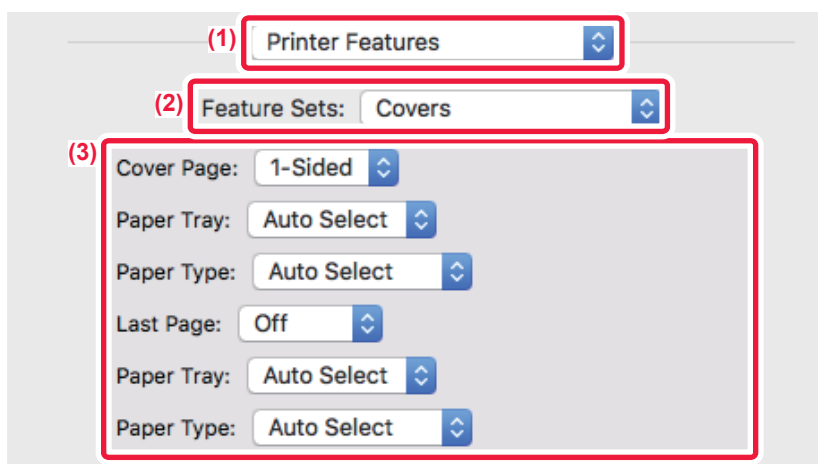 (1) Printer Features
(2) Feature Sets: Covers
(3)
Cover Page: 1-Sided
Paper Tray: Auto Select
Paper Type: Auto Select
Last Page: Off
Paper Tray: Auto Select
Paper Type: Auto Select